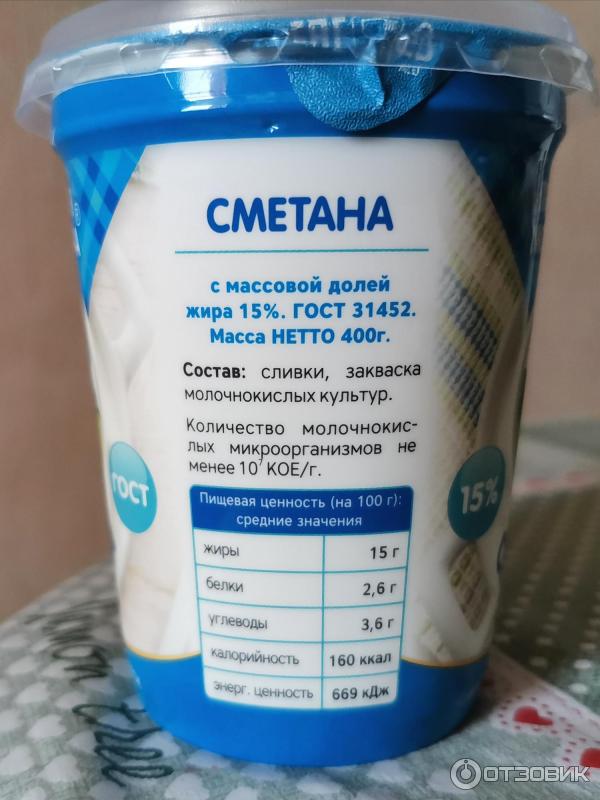 СМЕТАНА
с массовой долей
жира 15%. ГОСТ 31452.
Масса НЕТТО 400г.
Состав: сливки, закваска
молочнокислых культур.
Количество молочнокис-
лых микроорганизмов не
менее 10⁷ КОЕ/г.
ГОСТ
15%
Пищевая ценность (на 100 г):
средние значения
жиры 15 г
белки 2,6 г
углеводы 3,6 г
калорийность 160 ккал
энерг. ценность 669 кДж
ОТЗОВИК